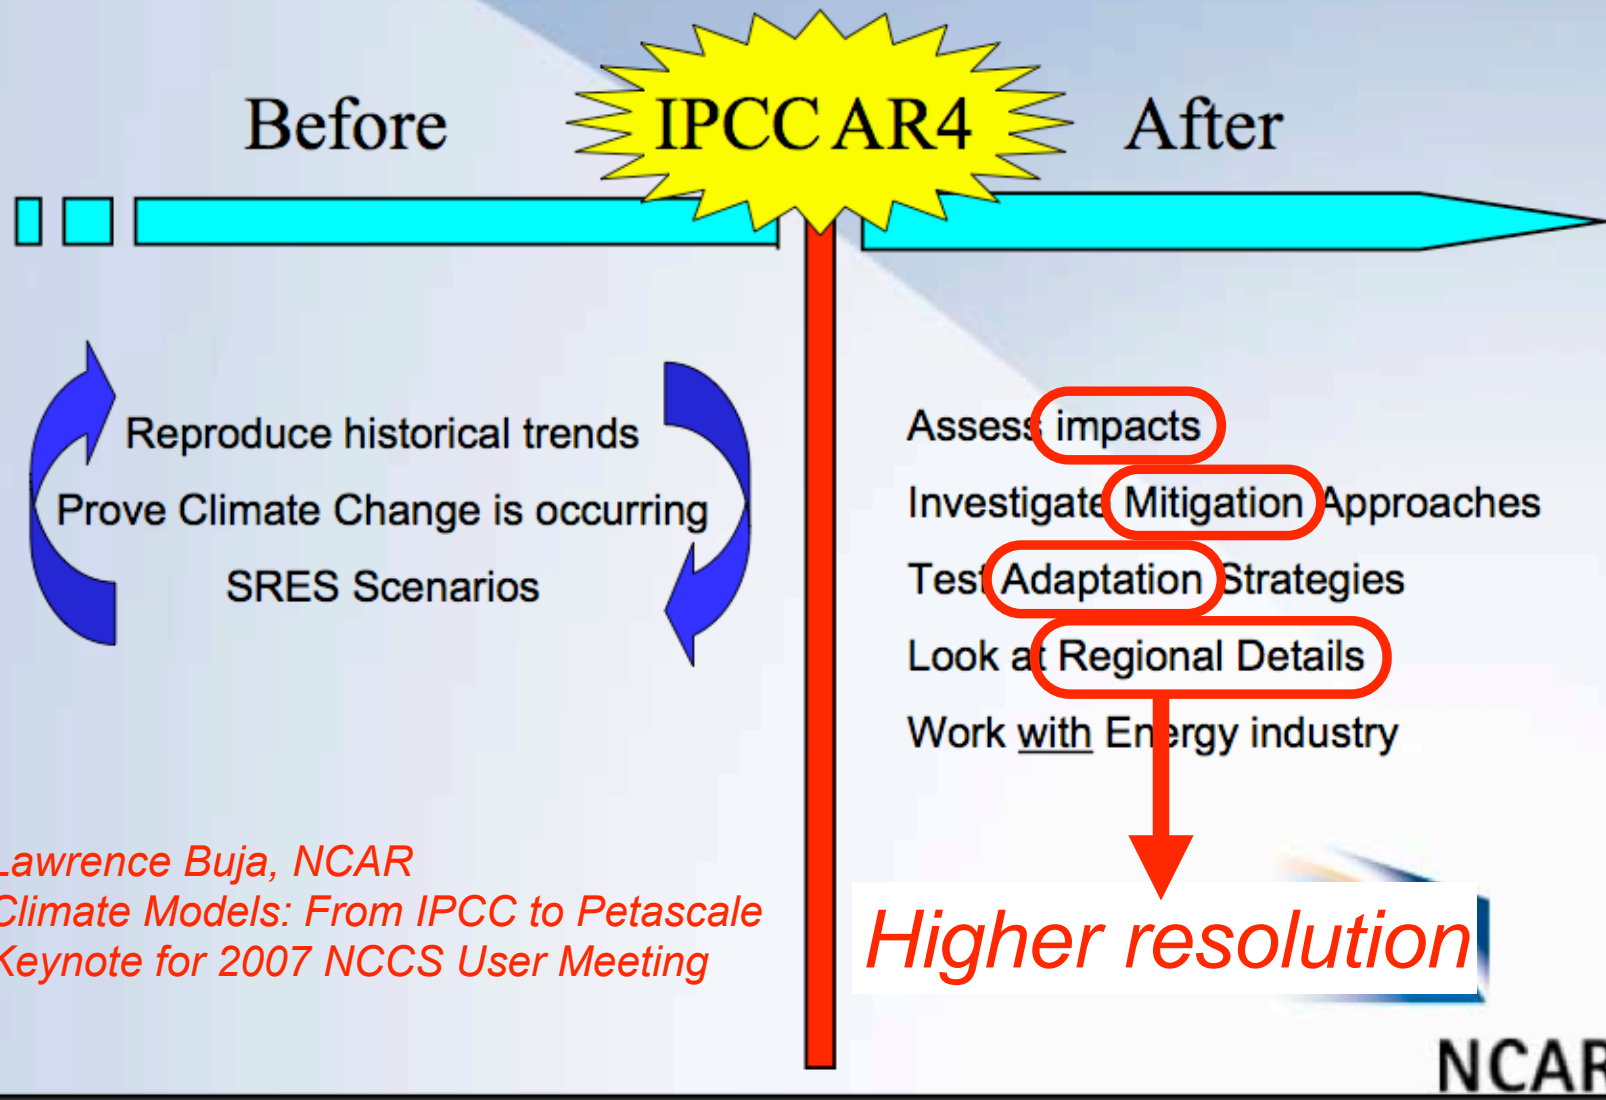 Before
IPCC AR4
After
Reproduce historical trends
Prove Climate Change is occurring
SRES Scenarios
Assess impacts
Investigate Mitigation Approaches
Test Adaptation Strategies
Look at Regional Details
Work with Energy industry
Lawrence Buja, NCAR
Climate Models: From IPCC to Petascale
Keynote for 2007 NCCS User Meeting
Higher resolution
NCAR